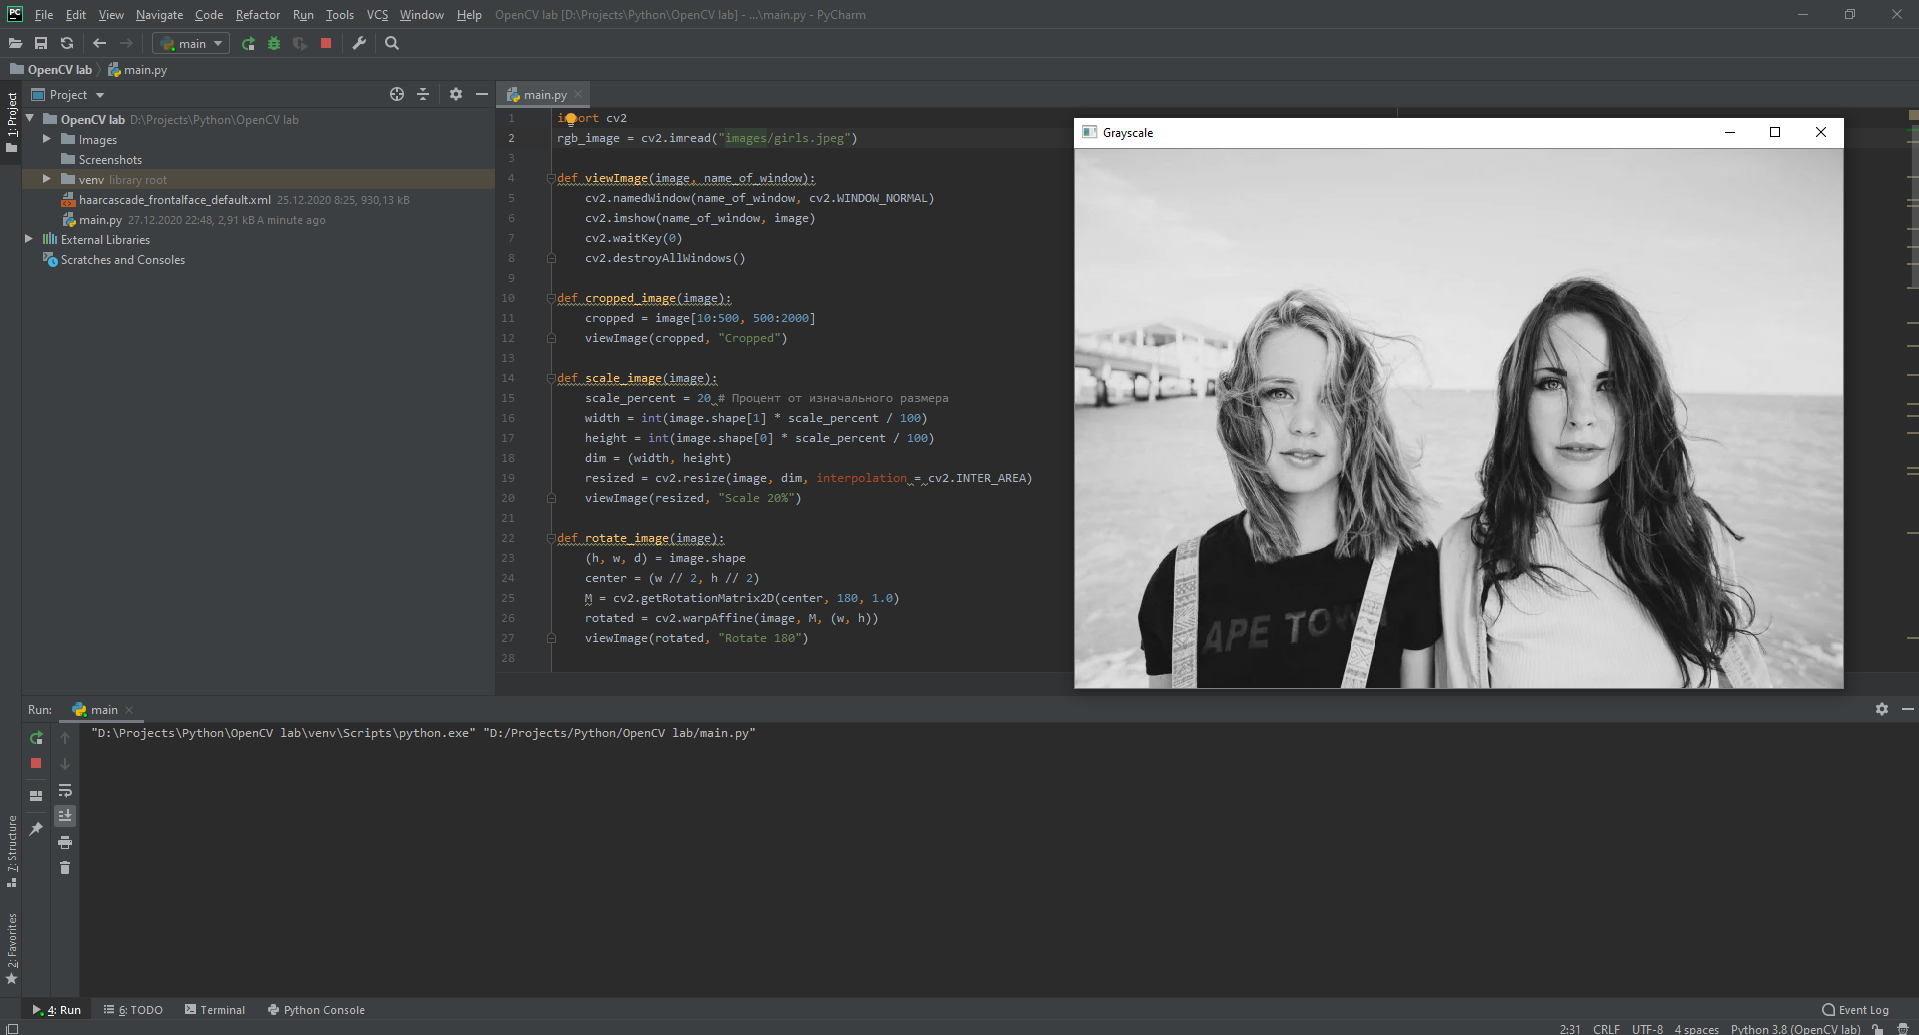 File Edit View Navigate Code Refactor Run Tools VCS Window Help OpenCV lab [D:\Projects\Python\OpenCV lab] - ...\main.py - PyCharm
main
OpenCV lab main.py
1: Project
Project
OpenCV lab D:\Projects\Python\OpenCV lab
Images
Screenshots
venv library root
haarcascade_frontalface_default.xml 25.12.2020 8:25, 930,13 kB
main.py 27.12.2020 22:48, 2,91 kB A minute ago
External Libraries
Scratches and Consoles
main.py
1 import cv2
2 rgb_image = cv2.imread("images/girls.jpeg")
3
4 def viewImage(image, name_of_window):
5 cv2.namedWindow(name_of_window, cv2.WINDOW_NORMAL)
6 cv2.imshow(name_of_window, image)
7 cv2.waitKey(0)
8 cv2.destroyAllWindows()
9
10 def cropped_image(image):
11 cropped = image[10:500, 500:2000]
12 viewImage(cropped, "Cropped")
13
14 def scale_image(image):
15 scale_percent = 20 # Процент от изначального размера
16 width = int(image.shape[1] * scale_percent / 100)
17 height = int(image.shape[0] * scale_percent / 100)
18 dim = (width, height)
19 resized = cv2.resize(image, dim, interpolation = cv2.INTER_AREA)
20 viewImage(resized, "Scale 20%")
21
22 def rotate_image(image):
23 (h, w, d) = image.shape
24 center = (w // 2, h // 2)
25 M = cv2.getRotationMatrix2D(center, 180, 1.0)
26 rotated = cv2.warpAffine(image, M, (w, h))
27 viewImage(rotated, "Rotate 180")
28
Grayscale
APE TOW
Run: main
"D:\Projects\Python\OpenCV lab\venv\Scripts\python.exe" "D:/Projects/Python/OpenCV lab/main.py"
7: Structure
2: Favorites
4: Run 6: TODO Terminal Python Console Event Log
2:31 CRLF UTF-8 4 spaces Python 3.8 (OpenCV lab)